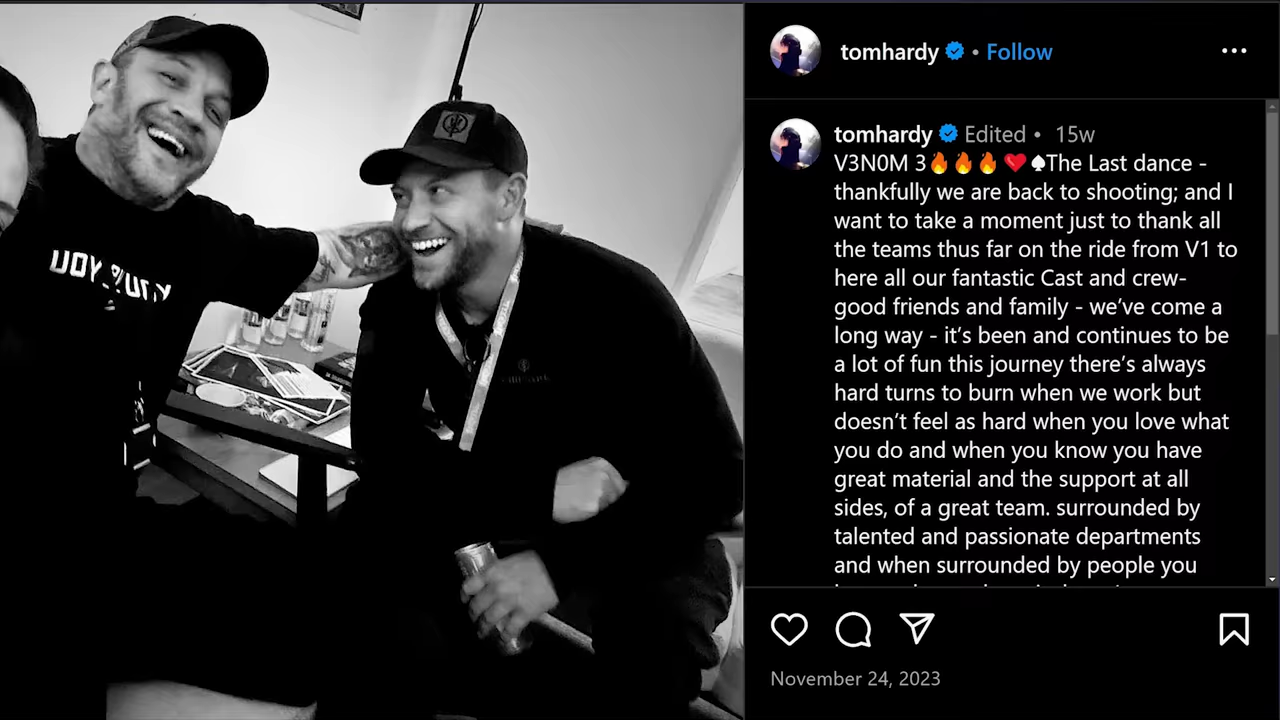 tomhardy • Follow
tomhardy Edited • 15w
V3N0M 3🔥🔥🔥❤️♠️The Last dance -
thankfully we are back to shooting; and I
want to take a moment just to thank all
the teams thus far on the ride from V1 to
here all our fantastic Cast and crew-
good friends and family - we’ve come a
long way - it’s been and continues to be
a lot of fun this journey there’s always
hard turns to burn when we work but
doesn’t feel as hard when you love what
you do and when you know you have
great material and the support at all
sides, of a great team. surrounded by
talented and passionate departments
and when surrounded by people you
November 24, 2023